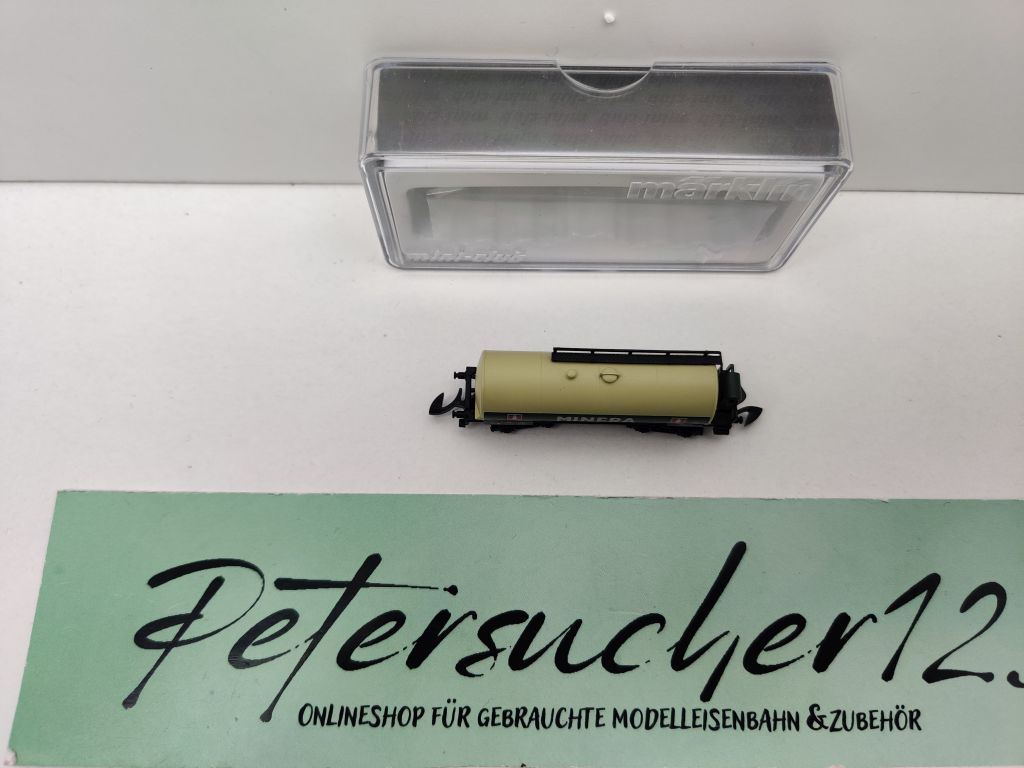 märklin
mini-club
MINERA
Petersucher12
ONLINESHOP FÜR GEBRAUCHTE MODELLEISENBAHN &ZUBEHÖR